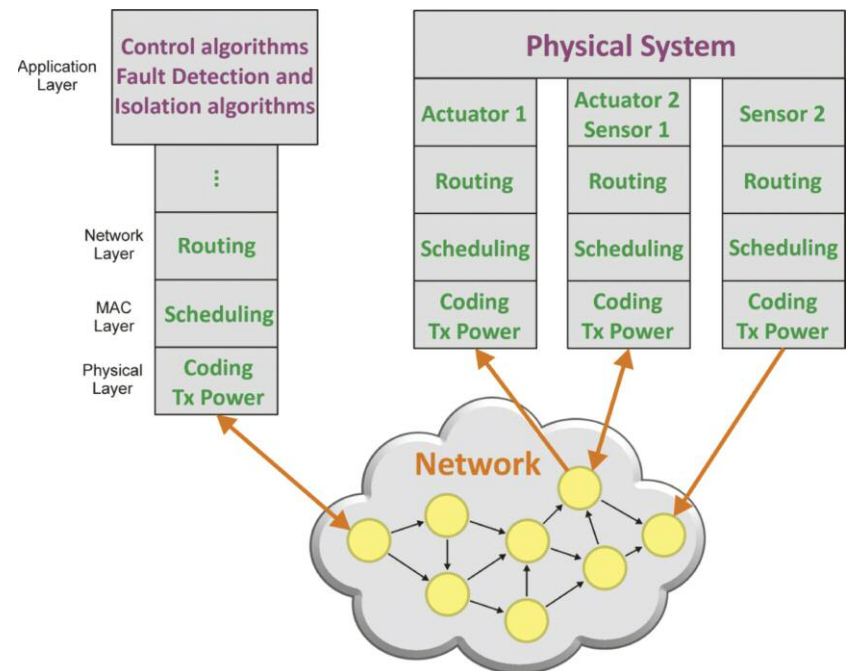 Application
Layer
Control algorithms
Fault Detection and
Isolation algorithms
⋮
Network
Layer
Routing
MAC
Layer
Scheduling
Physical
Layer
Coding
Tx Power
Physical System
Actuator 1
Routing
Scheduling
Coding
Tx Power
Actuator 2
Sensor 1
Routing
Scheduling
Coding
Tx Power
Sensor 2
Routing
Scheduling
Coding
Tx Power
Network